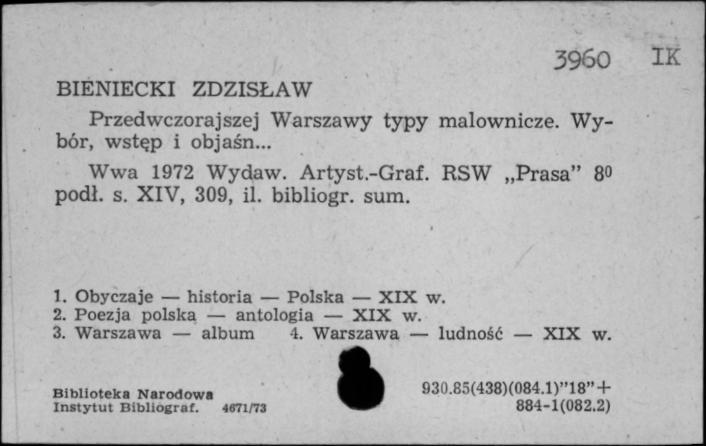 3960 IK
BIENIECKI ZDZISŁAW
Przedwczorajszej Warszawy typy malownicze. Wy-
bór, wstęp i objaśn...
Wwa 1972 Wydaw. Artyst.-Graf. RSW „Prasa” 8⁰
podł. s. XIV, 309, il. bibliogr. sum.
1. Obyczaje — historia — Polska — XIX w.
2. Poezja polska — antologia — XIX w.
3. Warszawa — album 4. Warszawa — ludność — XIX w.
Biblioteka Narodowa
Instytut Bibliograf. 4671/73
930.85(438)(084.1)”18”+
884-1(082.2)